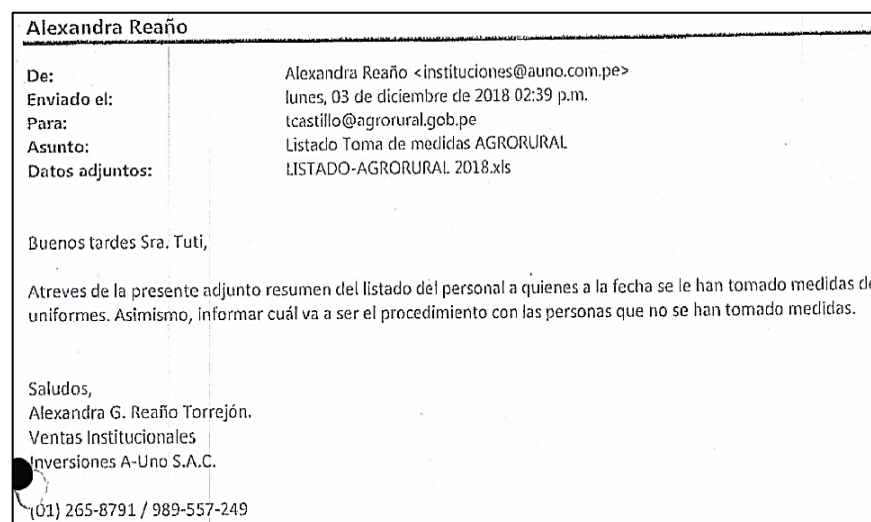 Alexandra Reaño
De: Alexandra Reaño <instituciones@auno.com.pe>
Enviado el: lunes, 03 de diciembre de 2018 02:39 p.m.
Para: tcastillo@agrorural.gob.pe
Asunto: Listado Toma de medidas AGRORURAL
Datos adjuntos: LISTADO-AGRORURAL 2018.xls
Buenos tardes Sra. Tuti,
Atreves de la presente adjunto resumen del listado del personal a quienes a la fecha se le han tomado medidas de
uniformes. Asimismo, informar cuál va a ser el procedimiento con las personas que no se han tomado medidas.
Saludos,
Alexandra G. Reaño Torrejón.
Ventas Institucionales
Inversiones A-Uno S.A.C.
(01) 265-8791 / 989-557-249